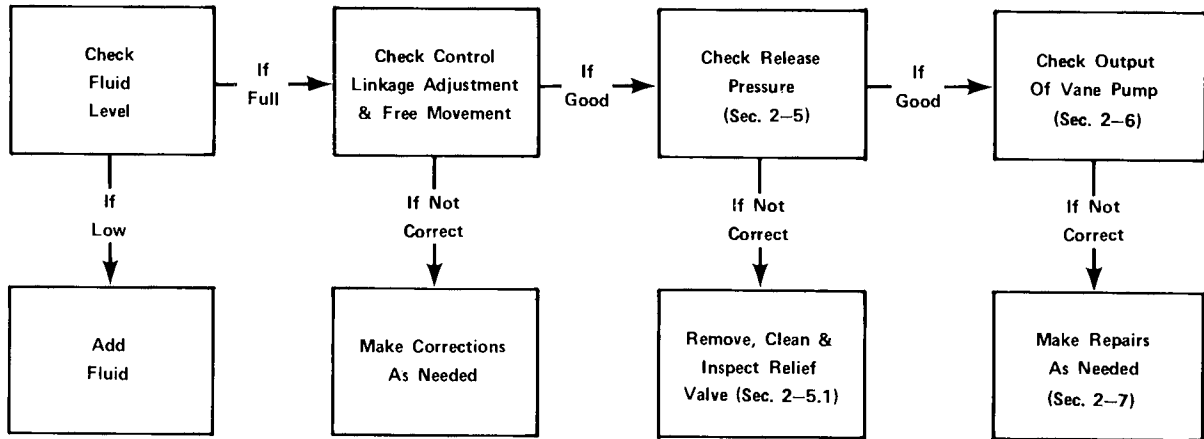 Check
Fluid
Level
If
Full
Check Control
Linkage Adjustment
& Free Movement
If
Good
Check Release
Pressure
(Sec. 2–5)
If
Good
Check Output
Of Vane Pump
(Sec. 2–6)
If
Low
If Not
Correct
If Not
Correct
If Not
Correct
Add
Fluid
Make Corrections
As Needed
Remove, Clean &
Inspect Relief
Valve (Sec. 2–5.1)
Make Repairs
As Needed
(Sec. 2–7)